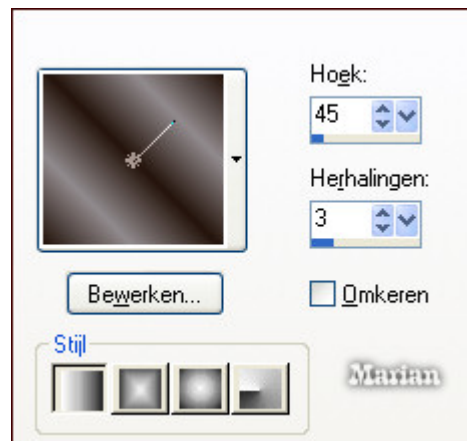 Hoek:
45
Herhalingen:
3
Bewerken...
Omkeren
Stijl
Marian